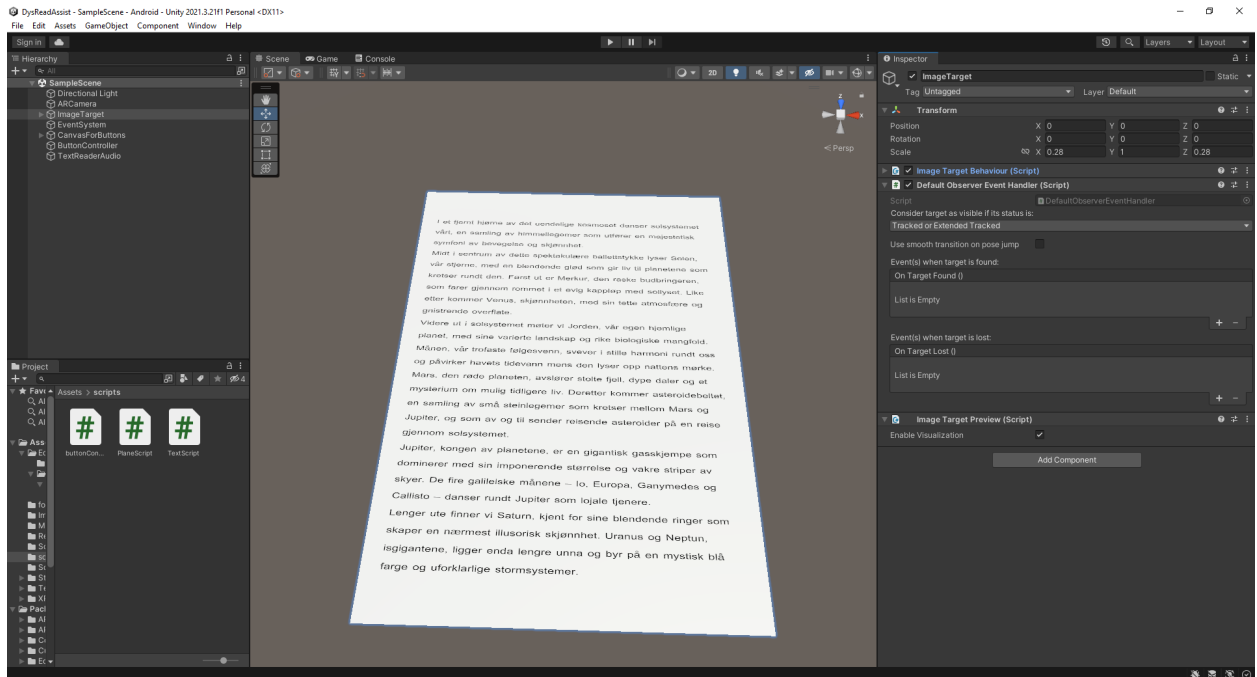 DysReadAssist - SampleScene - Android - Unity 2021.3.21f1 Personal <DX11>
File Edit Assets GameObject Component Window Help
Sign in
Layers Layout
Hierarchy
All
SampleScene
Directional Light
ARCamera
ImageTarget
EventSystem
CanvasForButtons
ButtonController
TextReaderAudio
Project
4
Favo
Al
Al
Al
Ass
Assets > scripts
buttonCon...
PlaneScript
TextScript
Scene Game Console
2D
z
x
Persp
I et fjernt hjørne av det uendelige kosmoset danser solsystemet
vårt, en samling av himmellegemer som utfører en majestetisk
symfoni av bevegelse og skjønnhet.
Midt i sentrum av dette spektakulære ballettstykke lyser Solen,
vår stjerne, med en blendende glød som gir liv til planetene som
kretser rundt den. Først ut er Merkur, den raske budbringeren,
som farer gjennom rommet i et evig kappløp med sollyset. Like
etter kommer Venus, skjønnheten, med sin tette atmosfære og
gnistrende overflate.
Videre ut i solsystemet møter vi Jorden, vår egen hjemlige
planet, med sine varierte landskap og rike biologiske mangfold.
Månen, vår trofaste følgesvenn, svever i stille harmoni rundt oss
og påvirker havets tidevann mens den lyser opp nattens mørke.
Mars, den røde planeten, avslører stolte fjell, dype daler og et
mysterium om mulig tidligere liv. Deretter kommer asteroidebeltet,
en samling av små steinlegemer som kretser mellom Mars og
Jupiter, og som av og til sender reisende asteroider på en reise
gjennom solsystemet.
Jupiter, kongen av planetene, er en gigantisk gasskjempe som
dominerer med sin imponerende størrelse og vakre striper av
skyer. De fire galileiske månene – Io, Europa, Ganymedes og
Callisto – danser rundt Jupiter som lojale tjenere.
Lenger ute finner vi Saturn, kjent for sine blendende ringer som
skaper en nærmest illusorisk skjønnhet. Uranus og Neptun,
isgigantene, ligger enda lengre unna og byr på en mystisk blå
farge og uforklarlige stormsystemer.
Inspector
ImageTarget Static
Tag Untagged Layer Default
Transform
Position X 0 Y 0 Z 0
Rotation X 0 Y 0 Z 0
Scale X 0.28 Y 1 Z 0.28
Image Target Behaviour (Script)
Default Observer Event Handler (Script)
Script DefaultObserverEventHandler
Consider target as visible if its status is:
Tracked or Extended Tracked
Use smooth transition on pose jump
Event(s) when target is found:
On Target Found ()
List is Empty
Event(s) when target is lost:
On Target Lost ()
List is Empty
Image Target Preview (Script)
Enable Visualization
Add Component